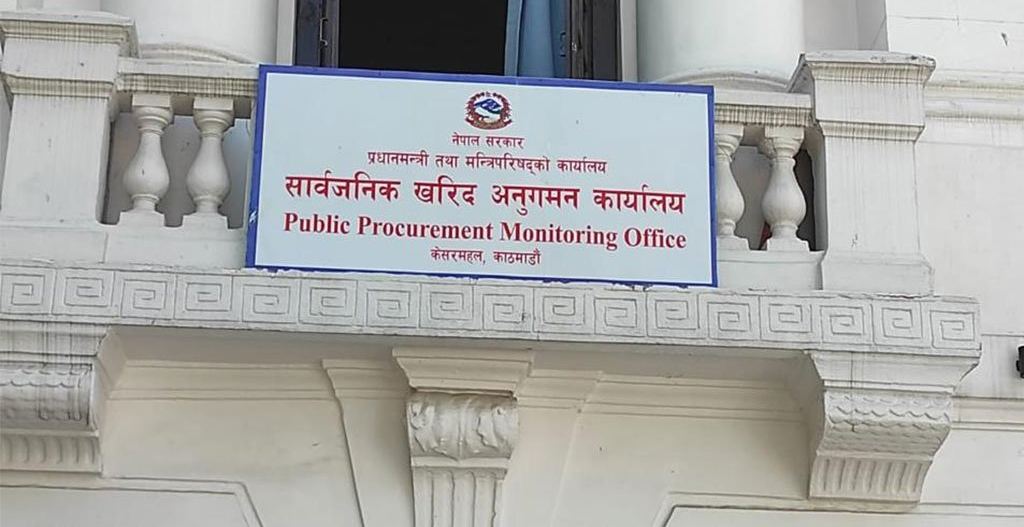 नेपाल सरकार
प्रधानमन्त्री तथा मन्त्रिपरिषद्को कार्यालय
सार्वजनिक खरिद अनुगमन कार्यालय
Public Procurement Monitoring Office
केसरमहल, काठमाडौँ